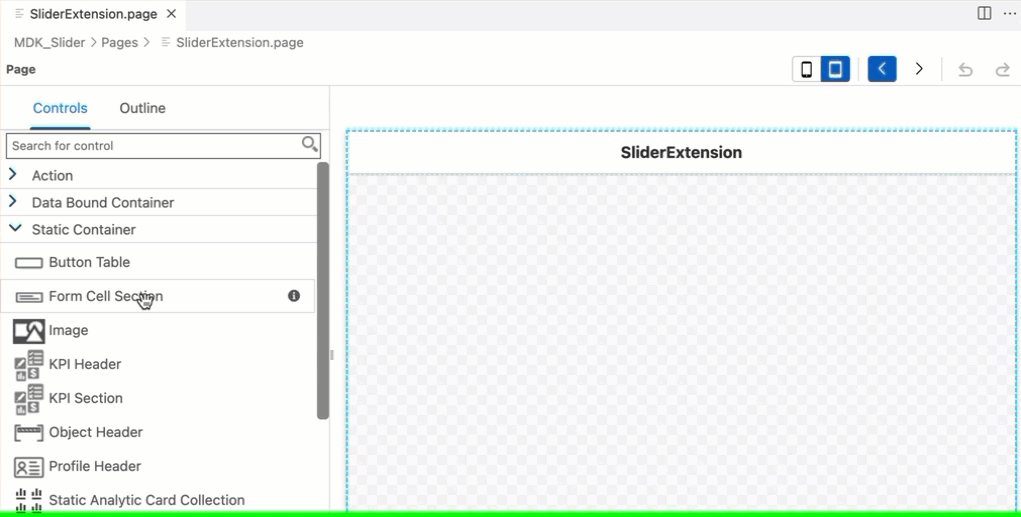 SliderExtension.page
MDK_Slider > Pages > SliderExtension.page
Page
Controls Outline
Search for control
SliderExtension
Action
Data Bound Container
Static Container
Button Table
Form Cell Section
Image
KPI Header
KPI Section
Object Header
Profile Header
Static Analytic Card Collection